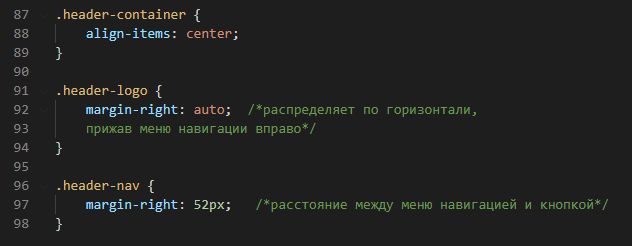 87 .header-container {
88     align-items: center;
89 }
90
91 .header-logo {
92     margin-right: auto;  /*распределяет по горизонтали,
93     прижав меню навигации вправо*/
94 }
95
96 .header-nav {
97     margin-right: 52px;   /*расстояние между меню навигацией и кнопкой*/
98 }